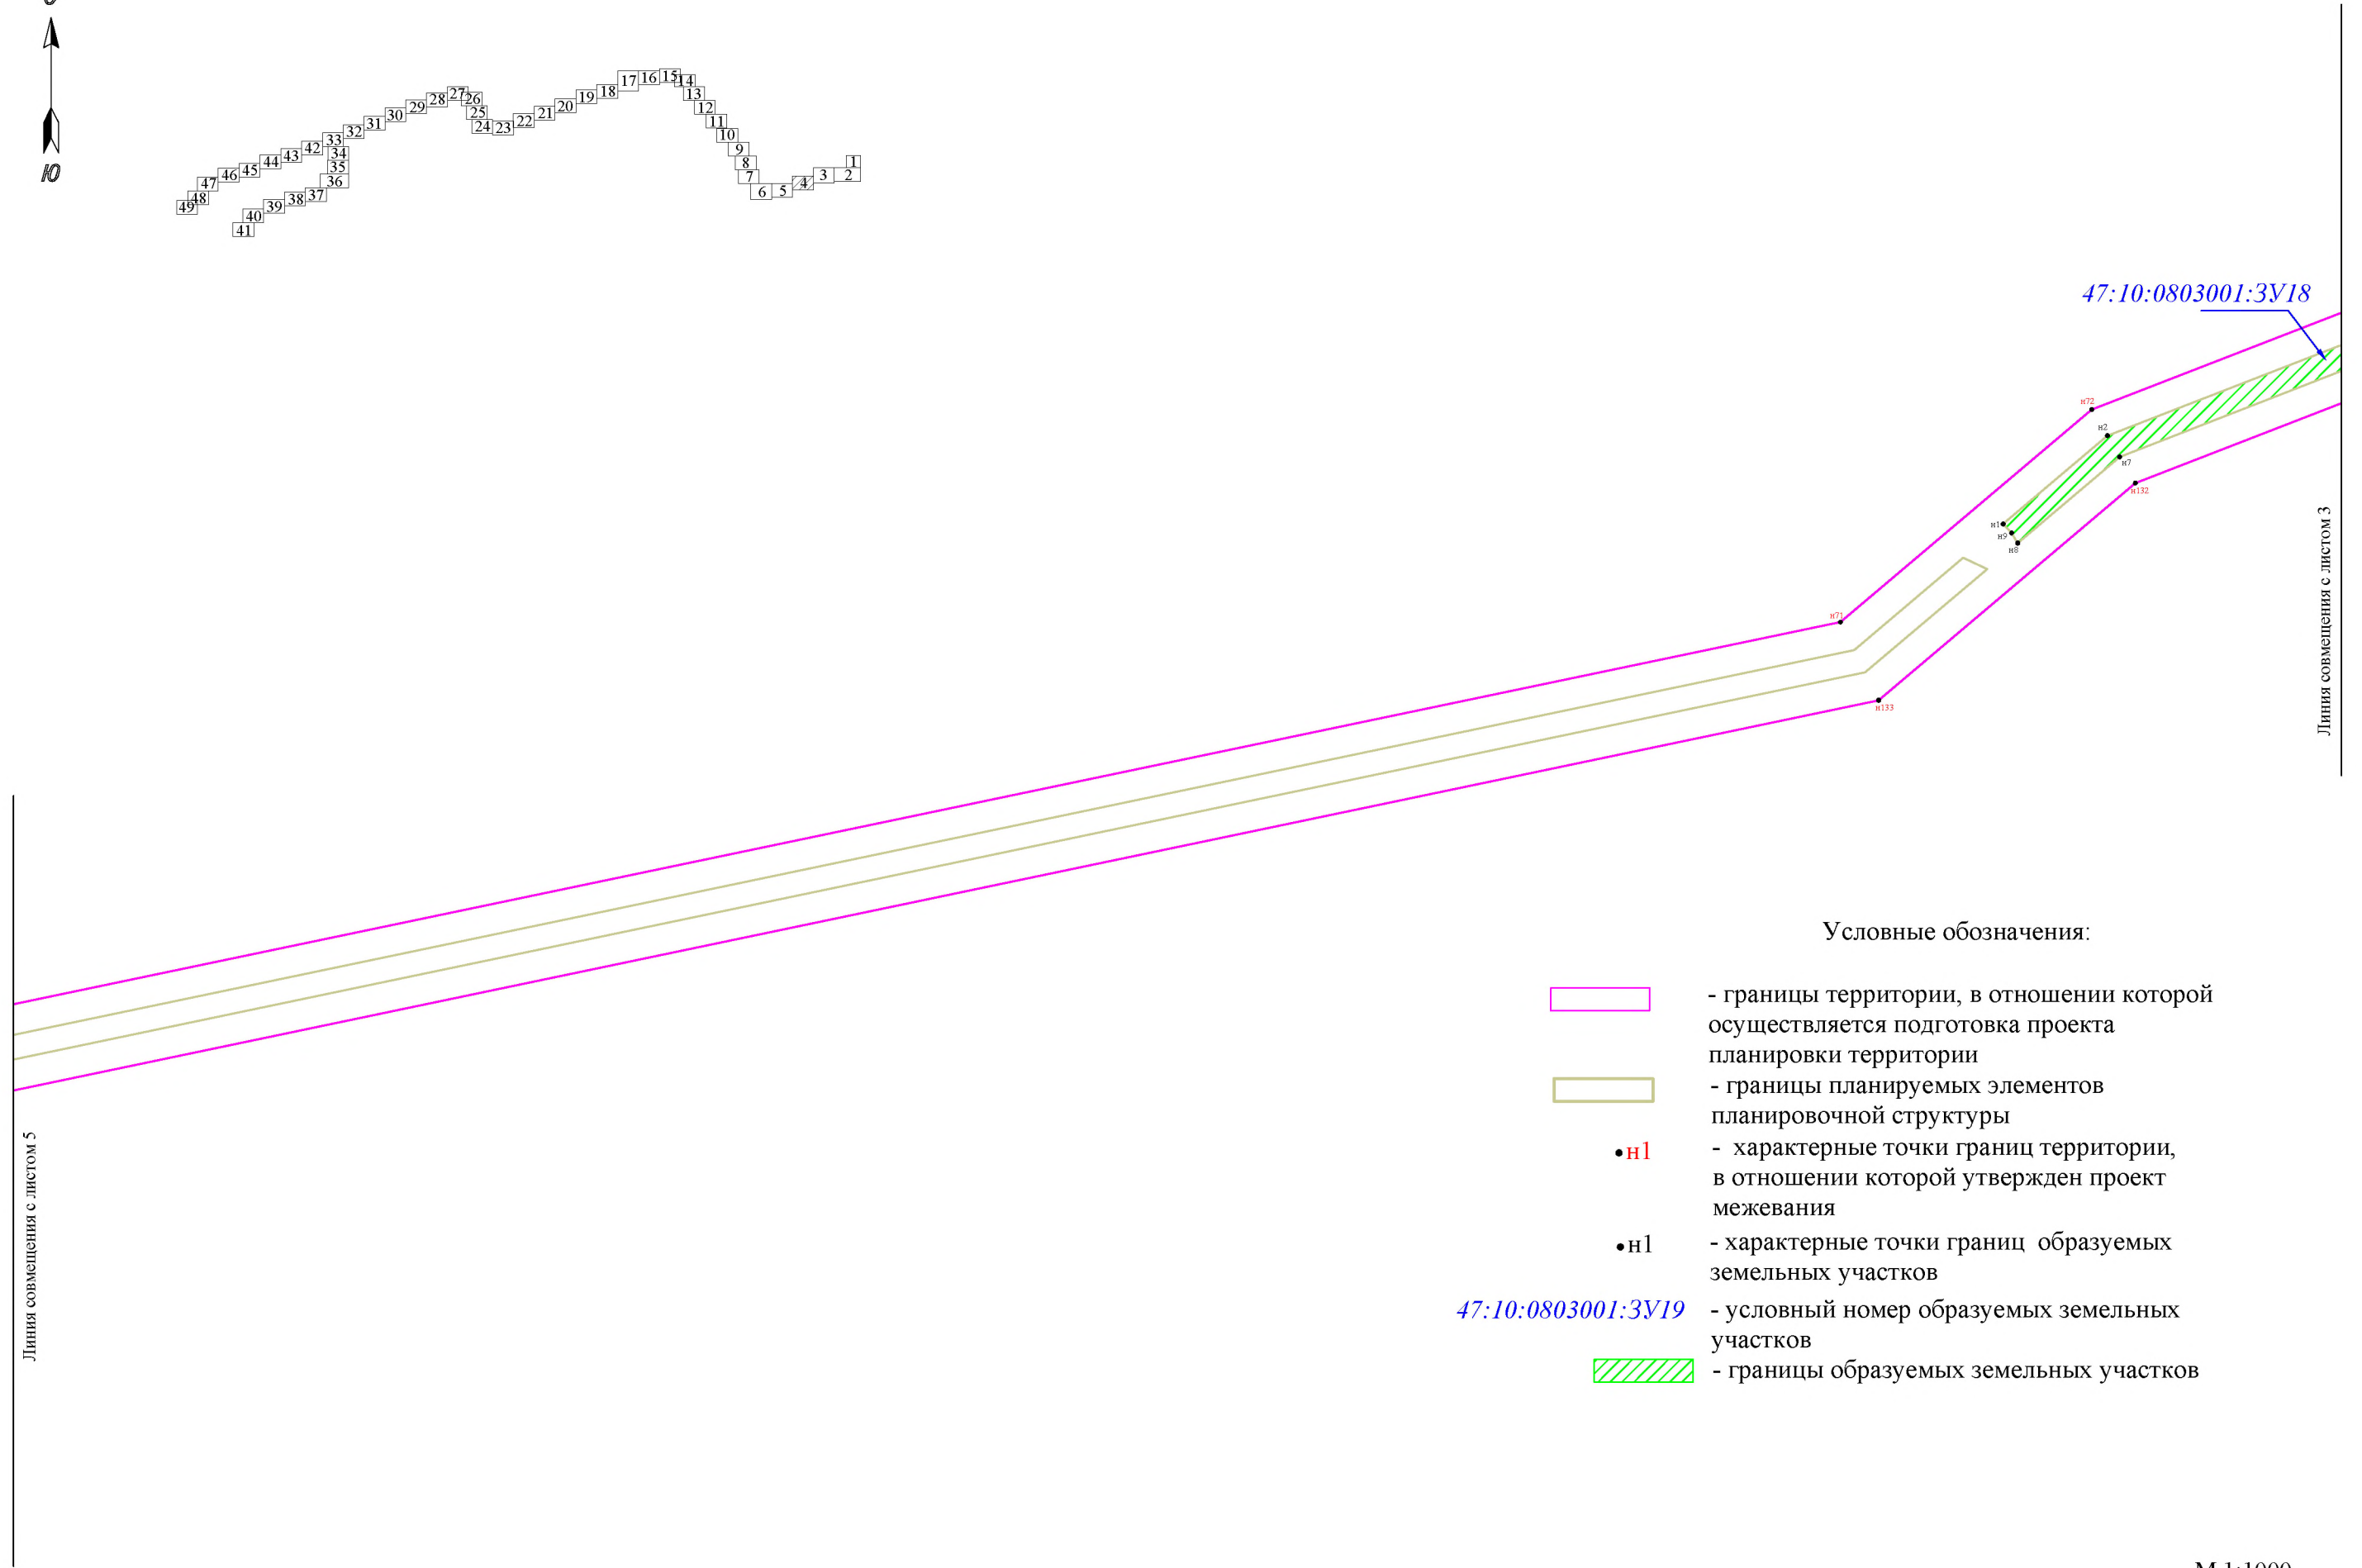 Ю
1
2
3
4
5
6
7
8
9
10
11
12
13
14
15
16
17
18
19
20
21
22
23
24
25
26
27
28
29
30
31
32
33
34
35
36
37
38
39
40
41
42
43
44
45
46
47
48
49
47:10:0803001:ЗУ18
н72
н2
н7
н132
н1
н9
н8
н71
н133
Линия совмещения с листом 3
Линия совмещения с листом 5
Условные обозначения:
- границы территории, в отношении которой
осуществляется подготовка проекта
планировки территории
- границы планируемых элементов
планировочной структуры
н1
- характерные точки границ территории,
в отношении которой утвержден проект
межевания
н1
- характерные точки границ образуемых
земельных участков
47:10:0803001:ЗУ19
- условный номер образуемых земельных
участков
- границы образуемых земельных участков
М 1:1000